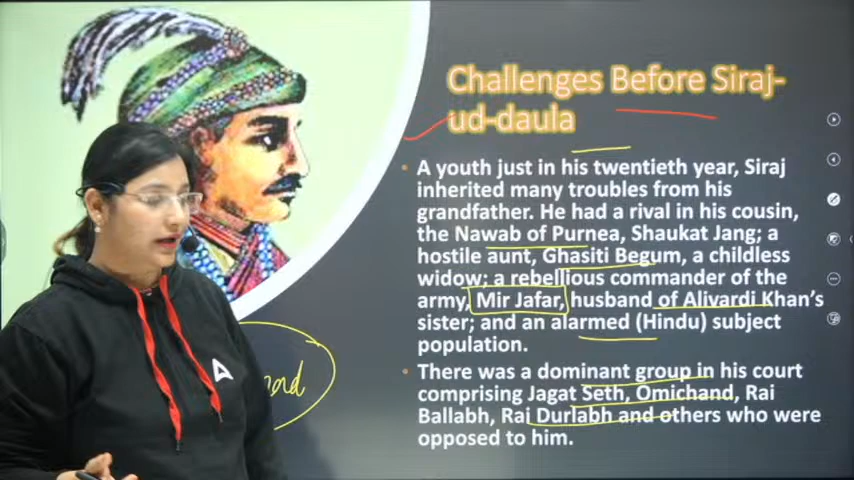 Challenges Before Siraj-
ud-daula
• A youth just in his twentieth year, Siraj
inherited many troubles from his
grandfather. He had a rival in his cousin,
the Nawab of Purnea, Shaukat Jang; a
hostile aunt, Ghasiti Begum, a childless
widow; a rebellious commander of the
army, Mir Jafar, husband of Alivardi Khan's
sister; and an alarmed (Hindu) subject
population.
• There was a dominant group in his court
comprising Jagat Seth, Omichand, Rai
Ballabh, Rai Durlabh and others who were
opposed to him.